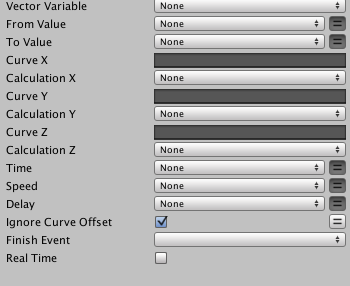 Vector Variable None
From Value None
To Value None
Curve X
Calculation X None
Curve Y
Calculation Y None
Curve Z
Calculation Z None
Time None
Speed None
Delay None
Ignore Curve Offset
Finish Event
Real Time